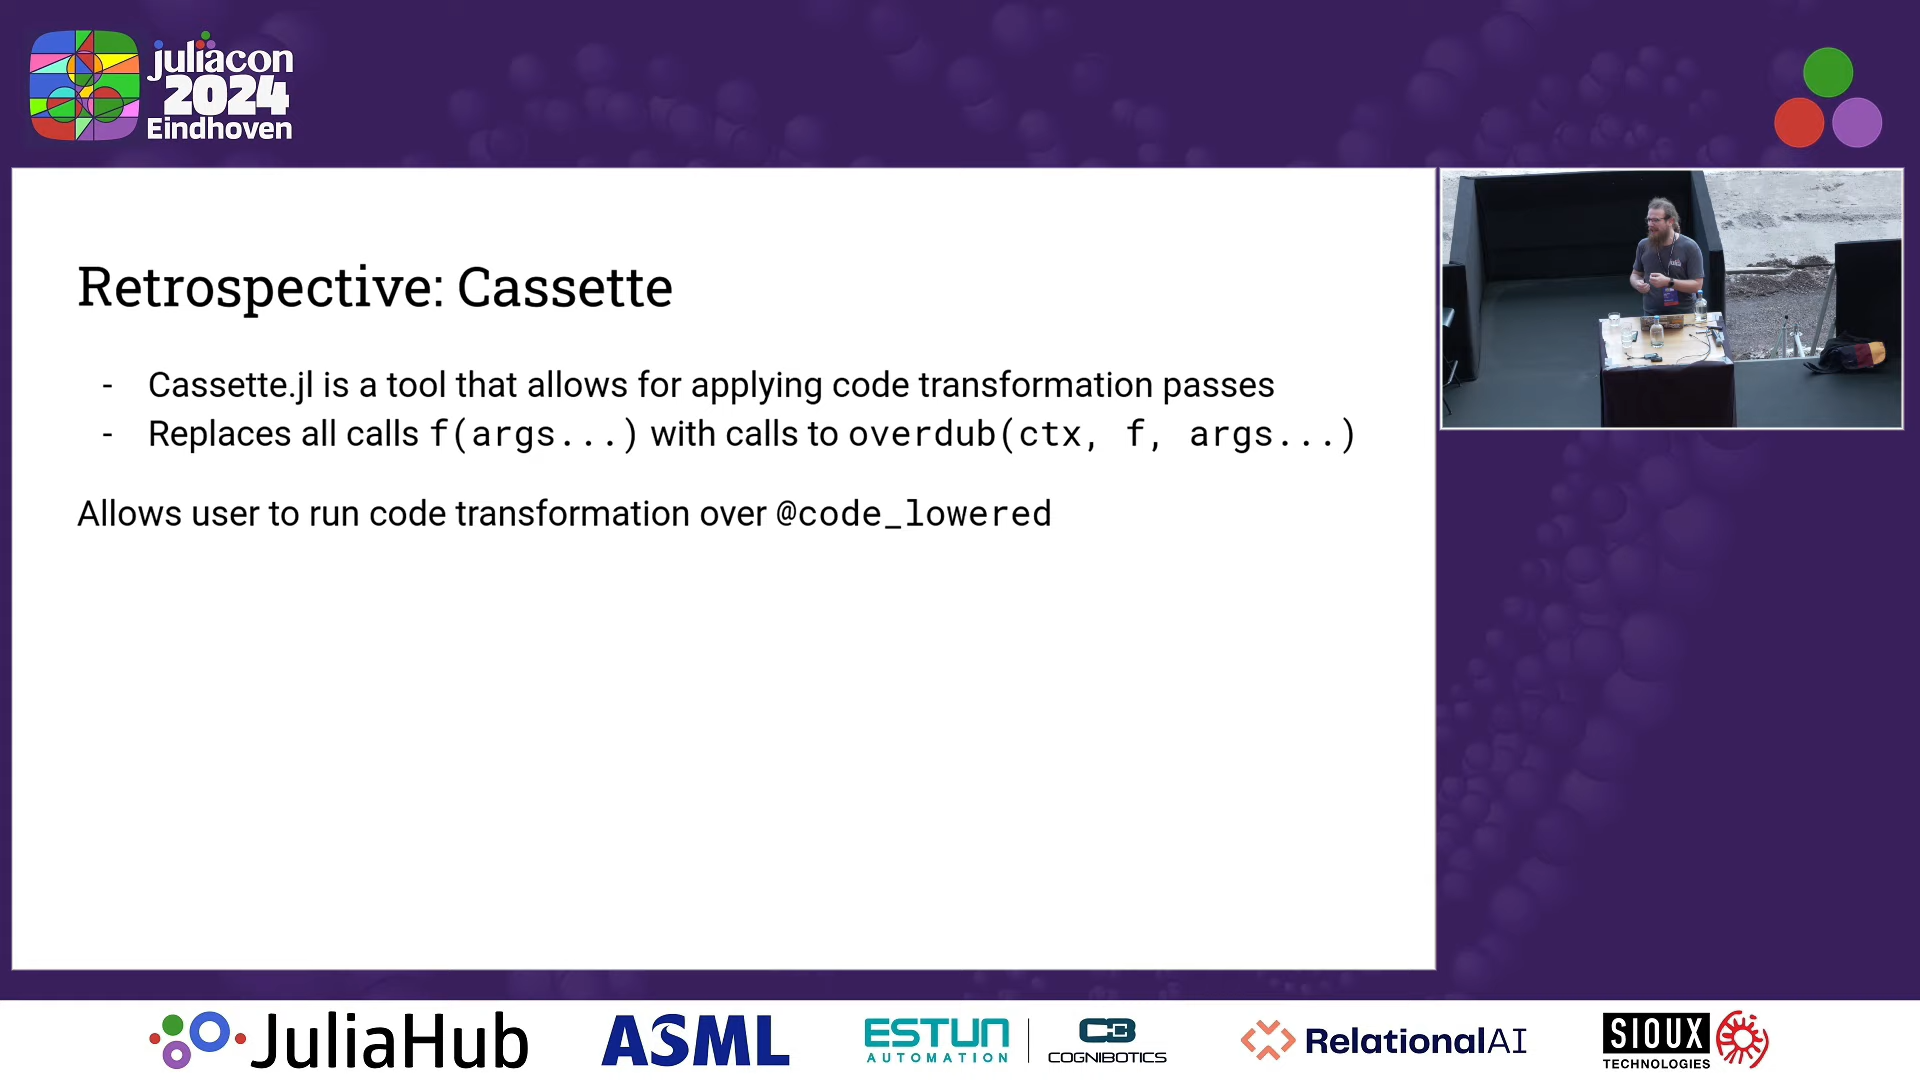 juliacon
2024
Eindhoven
Retrospective: Cassette
- Cassette.jl is a tool that allows for applying code transformation passes
- Replaces all calls f(args...) with calls to overdub(ctx, f, args...)
Allows user to run code transformation over @code_lowered
JuliaHub
ASML
ESTUN
AUTOMATION
COGNIBOTICS
RelationalAI
SIOUX
TECHNOLOGIES